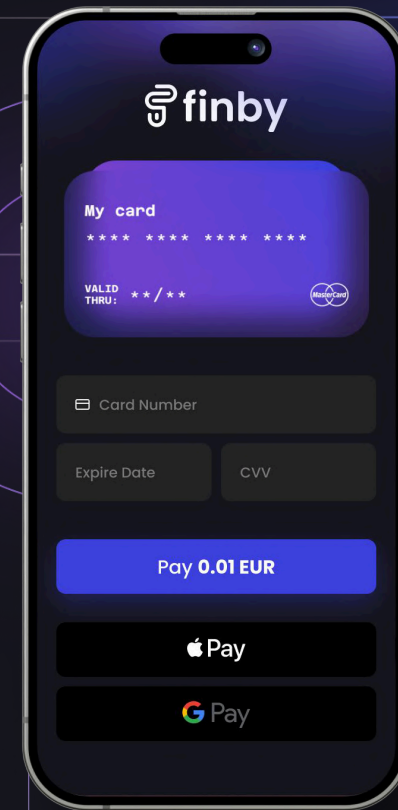 finby
My card
**** **** **** ****
VALID
THRU: **/**
MasterCard
Card Number
Expire Date
CVV
Pay 0.01 EUR
Pay
G Pay